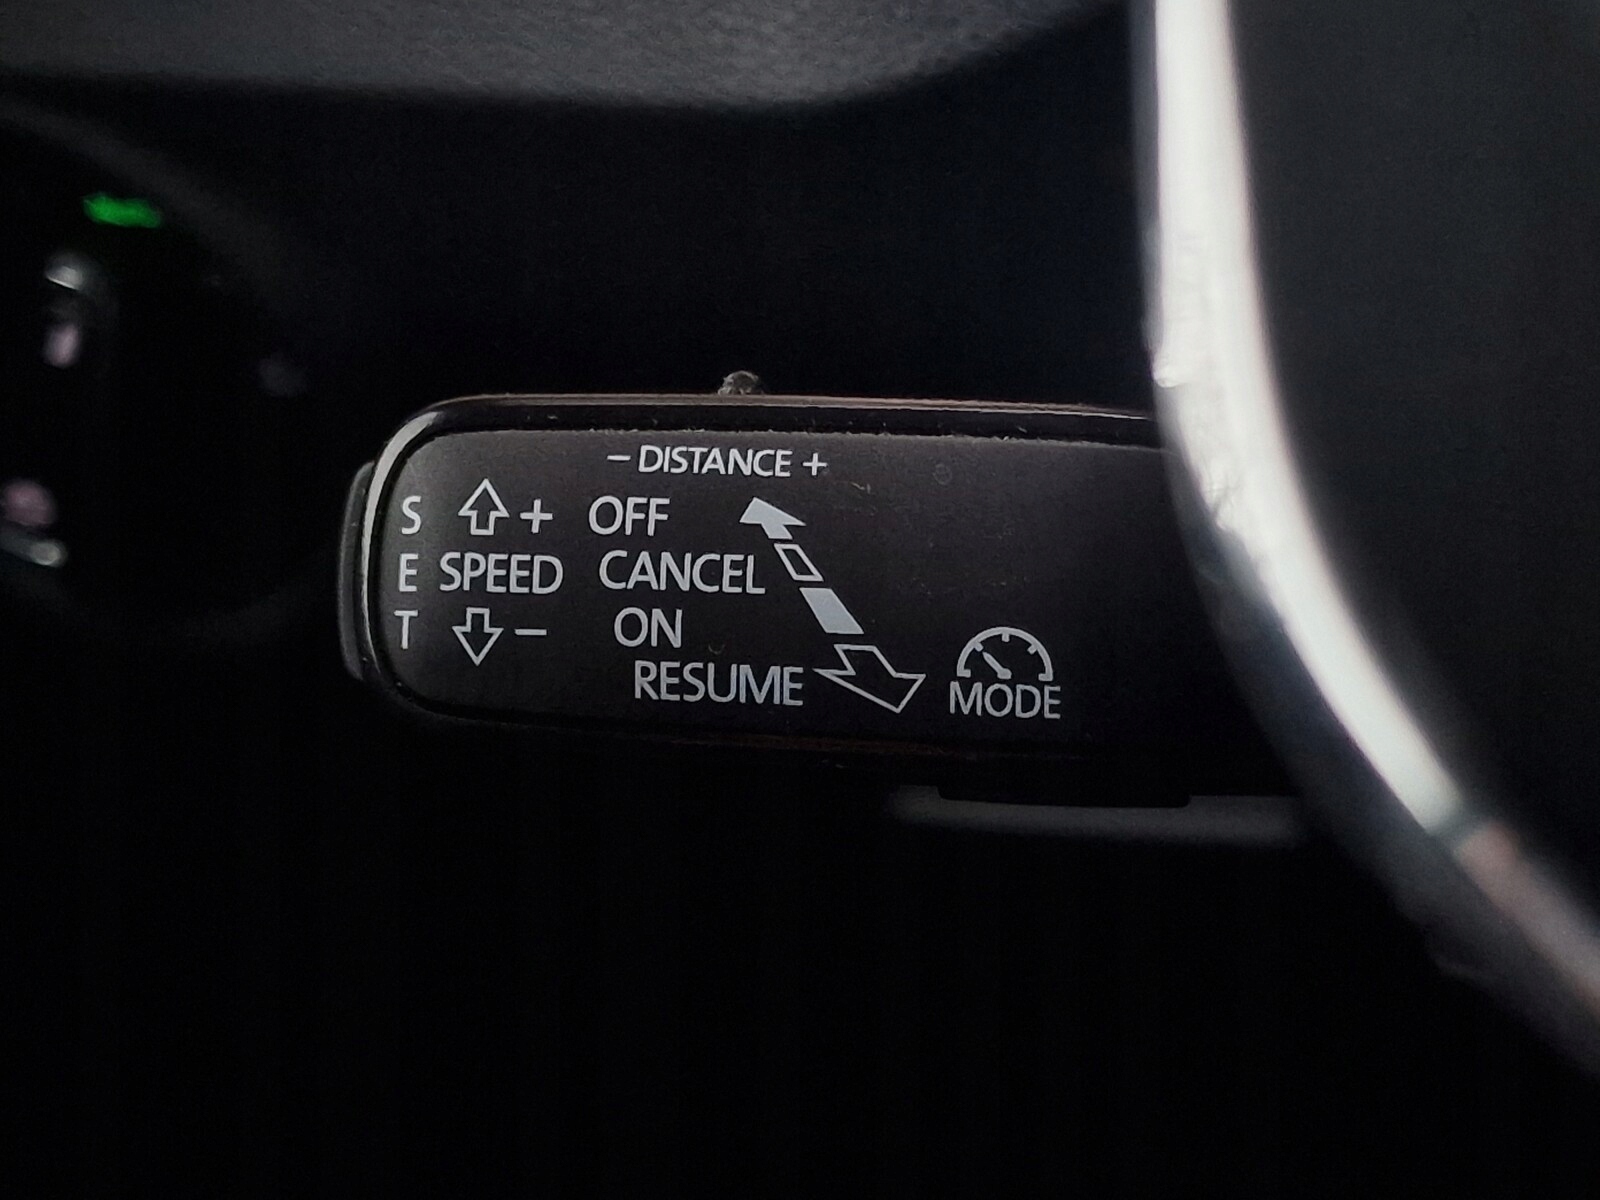 – DISTANCE +
S + OFF
E SPEED CANCEL
T – ON
RESUME
MODE